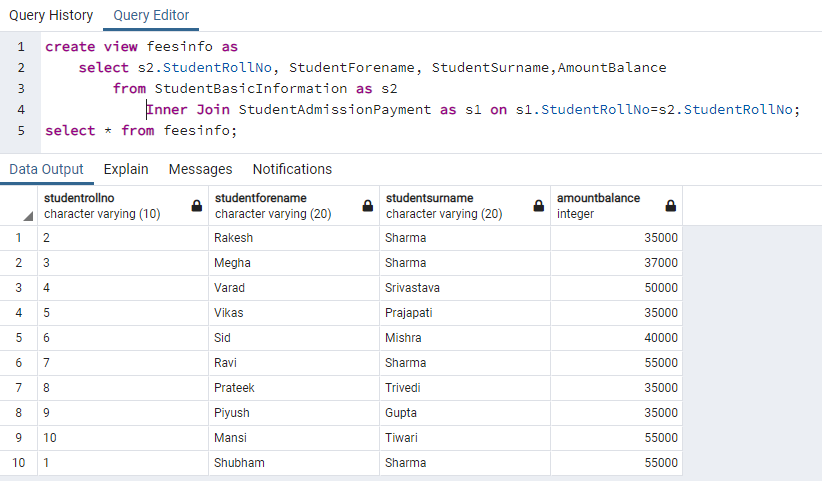 Query History Query Editor
1 create view feesinfo as
2 select s2.StudentRollNo, StudentForename, StudentSurname,AmountBalance
3 from StudentBasicInformation as s2
4 Inner Join StudentAdmissionPayment as s1 on s1.StudentRollNo=s2.StudentRollNo;
5 select * from feesinfo;
Data Output Explain Messages Notifications
studentrollno studentforename studentsurname amountbalance
character varying (10) character varying (20) character varying (20) integer
1 2 Rakesh Sharma 35000
2 3 Megha Sharma 37000
3 4 Varad Srivastava 50000
4 5 Vikas Prajapati 35000
5 6 Sid Mishra 40000
6 7 Ravi Sharma 55000
7 8 Prateek Trivedi 35000
8 9 Piyush Gupta 35000
9 10 Mansi Tiwari 55000
10 1 Shubham Sharma 55000